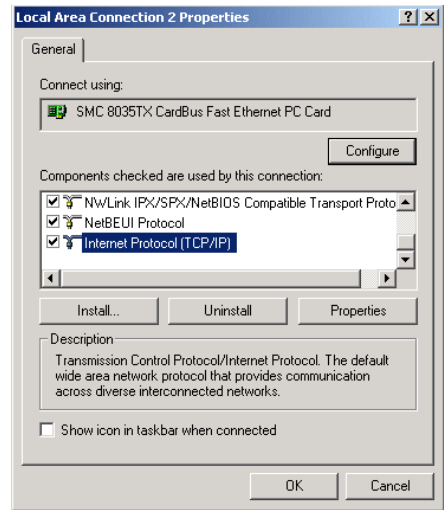 Local Area Connection 2 Properties
General
Connect using:
SMC 8035TX CardBus Fast Ethernet PC Card
Configure
Components checked are used by this connection:
NWLink IPX/SPX/NetBIOS Compatible Transport Proto
NetBEUI Protocol
Internet Protocol (TCP/IP)
Install...
Uninstall
Properties
Description
Transmission Control Protocol/Internet Protocol. The default
wide area network protocol that provides communication
across diverse interconnected networks.
Show icon in taskbar when connected
OK
Cancel